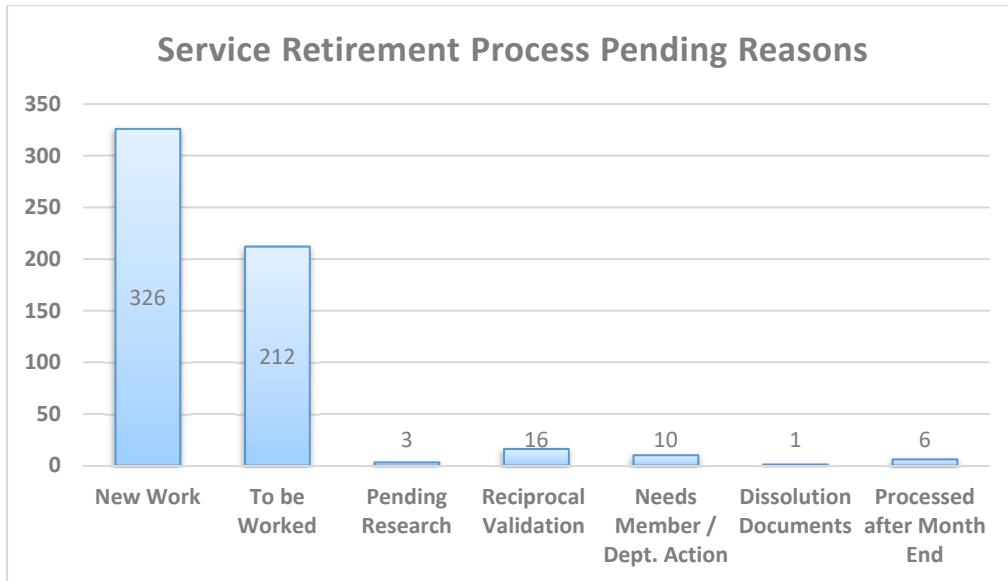 Service Retirement Process Pending Reasons
350
300
250
200
150
100
50
0
326
212
3
16
10
1
6
New Work
To be
Worked
Pending
Research
Reciprocal
Validation
Needs
Member /
Dept. Action
Dissolution
Documents
Processed
after Month
End